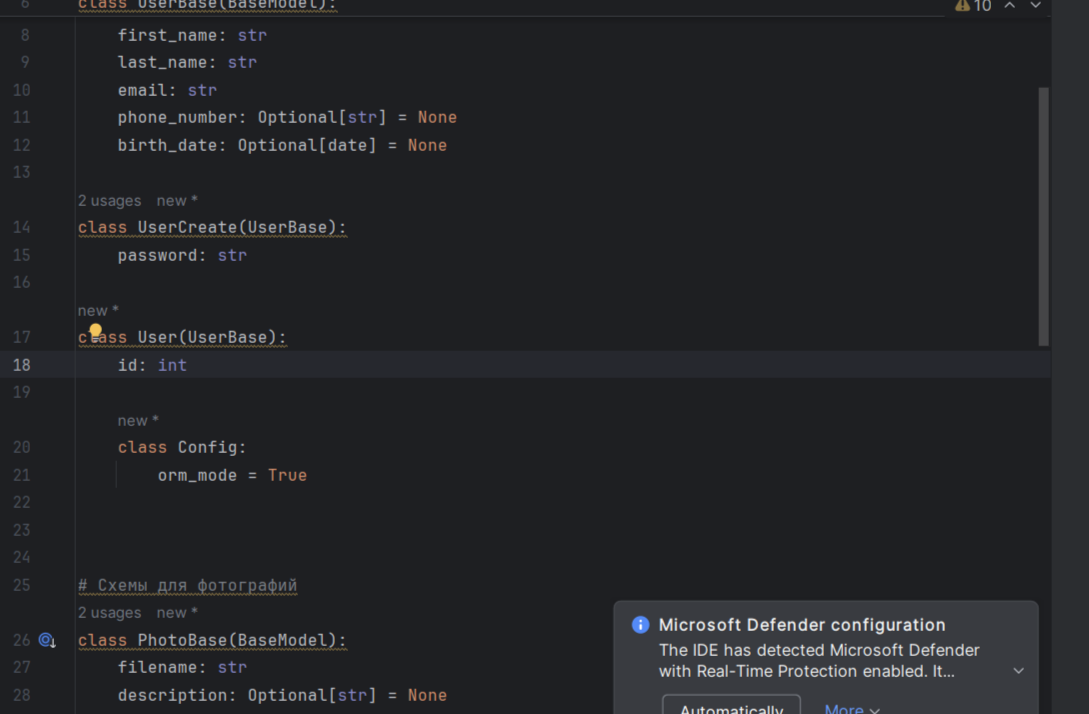 6 class UserBase(BaseModel):
10
8 first_name: str
9 last_name: str
10 email: str
11 phone_number: Optional[str] = None
12 birth_date: Optional[date] = None
13
2 usages new *
14 class UserCreate(UserBase):
15 password: str
16
new *
17 class User(UserBase):
18 id: int
19
new *
20 class Config:
21 orm_mode = True
22
23
24
25 # Схемы для фотографий
2 usages new *
26 class PhotoBase(BaseModel):
27 filename: str
28 description: Optional[str] = None
Microsoft Defender configuration
The IDE has detected Microsoft Defender
with Real-Time Protection enabled. It...
Automatically More